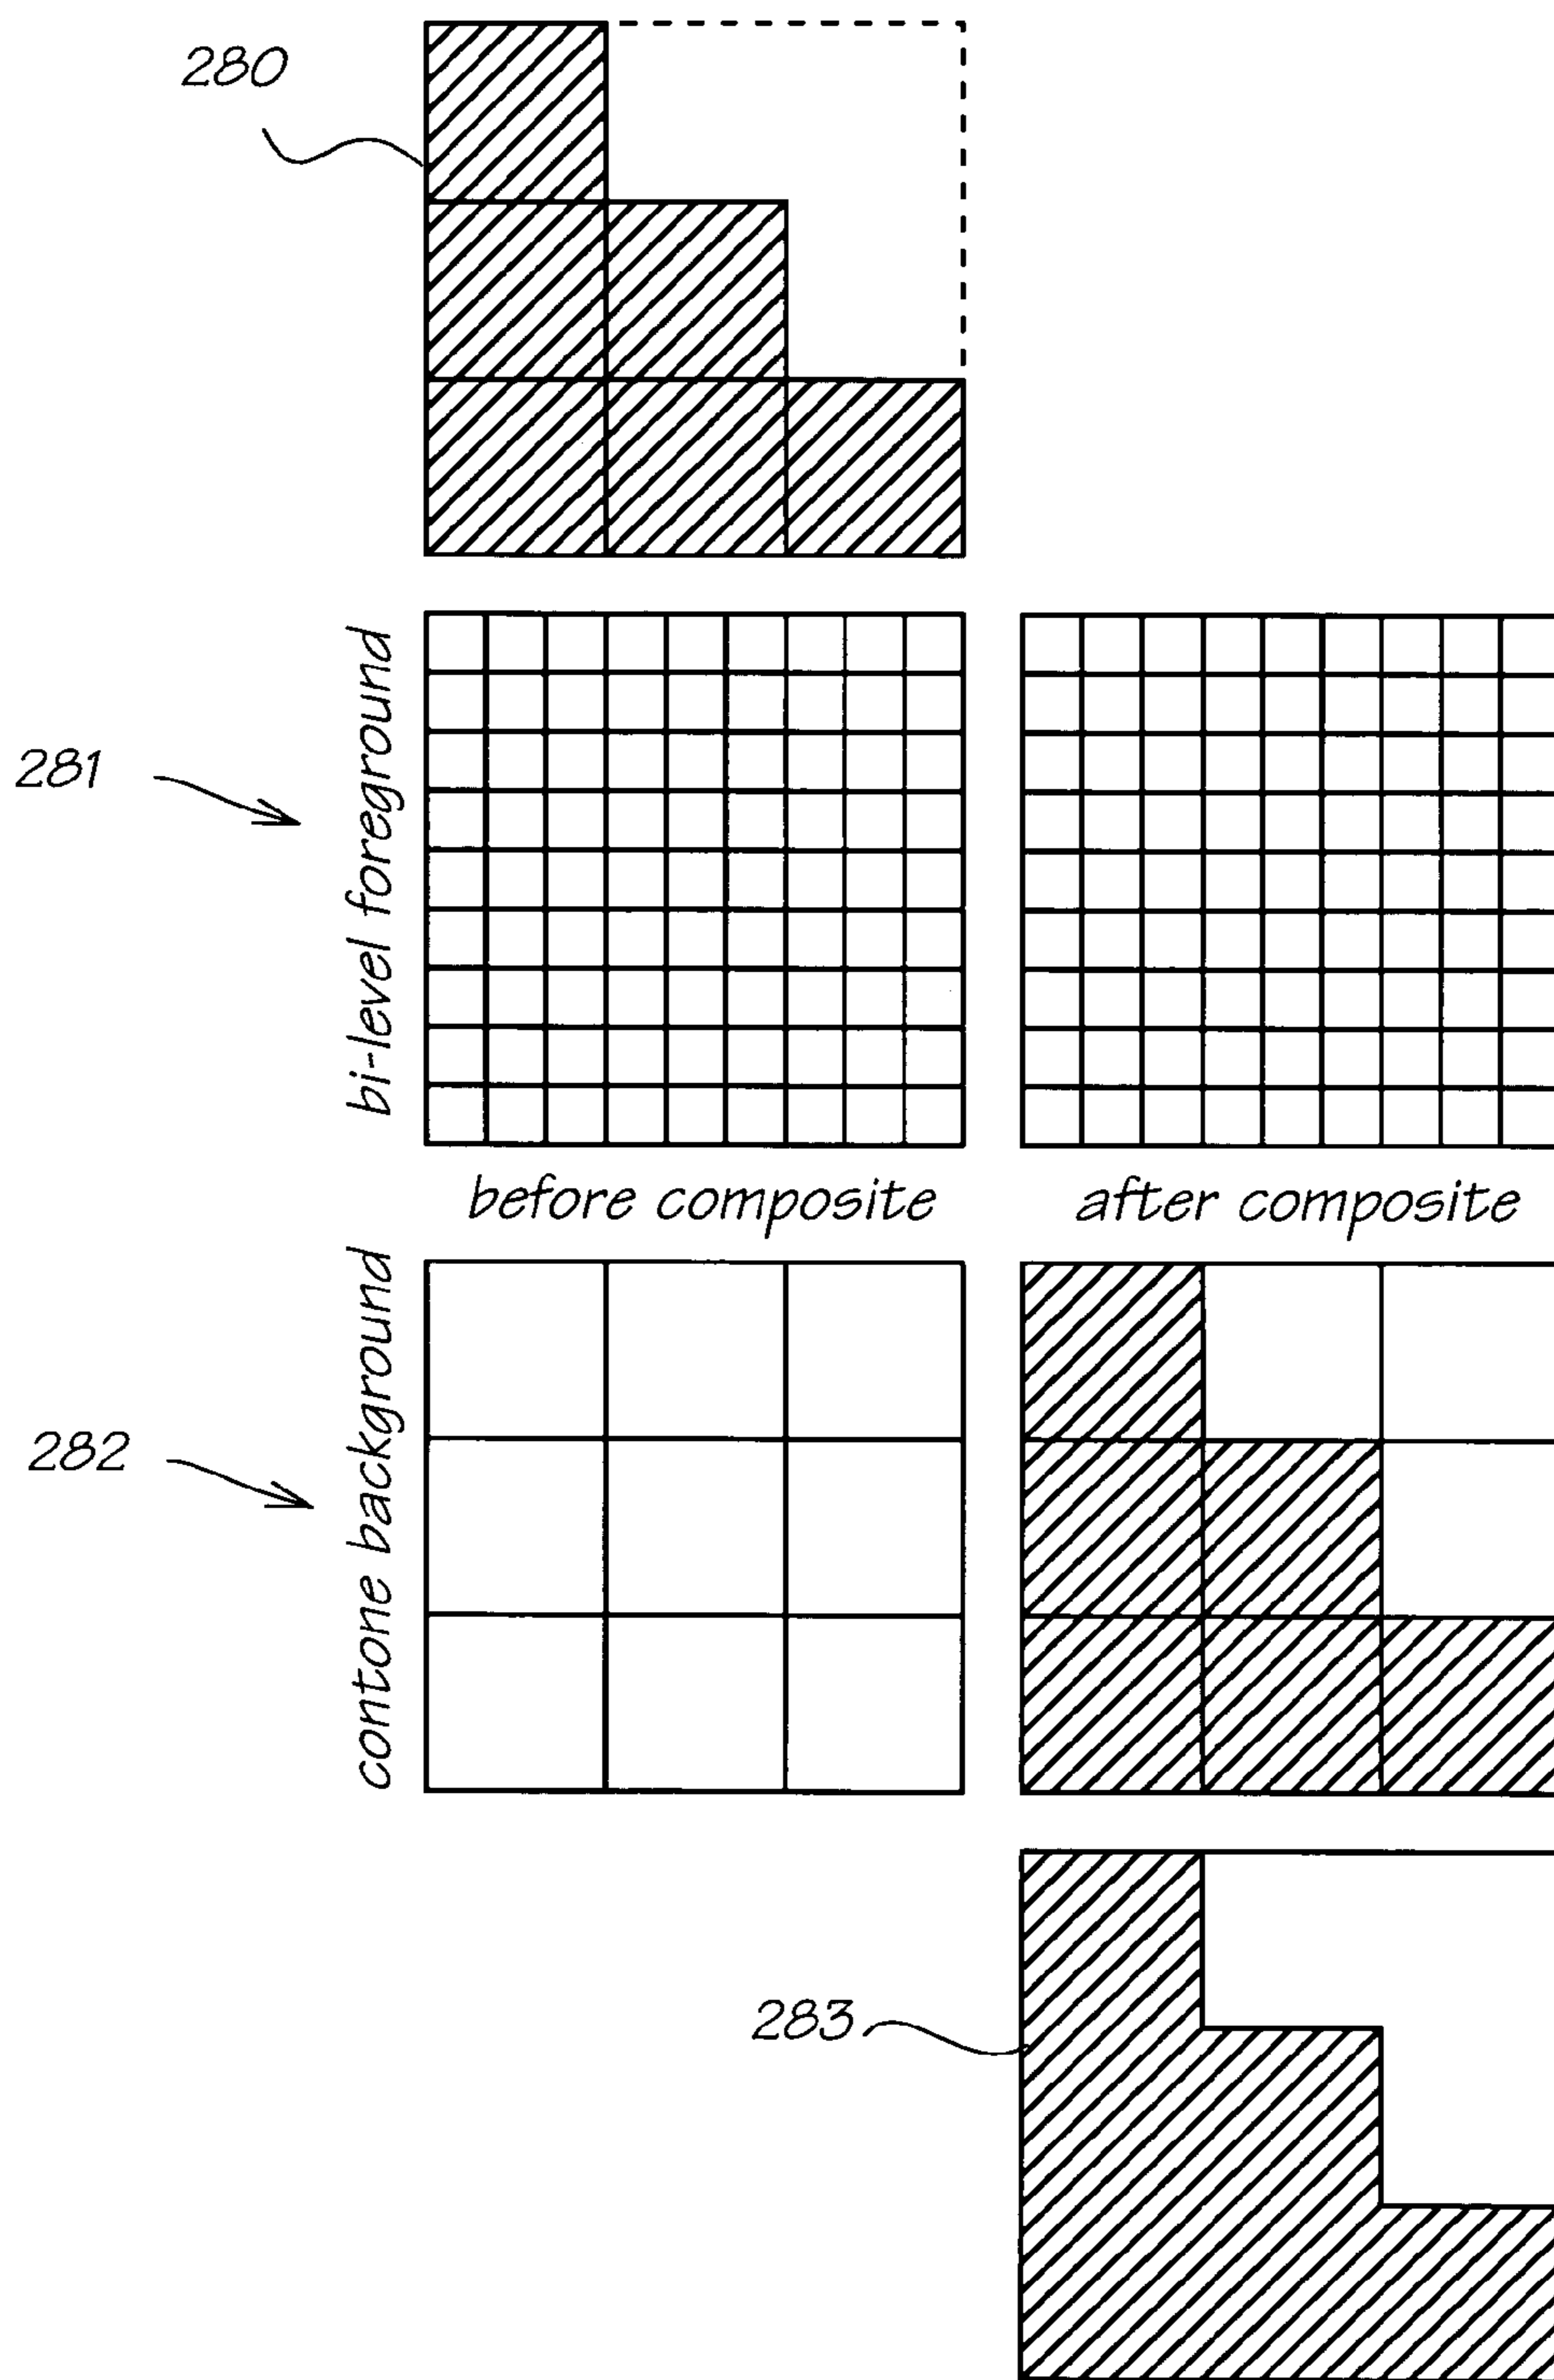 280
281
bi-level foreground
before composite
after composite
282
contone background
283